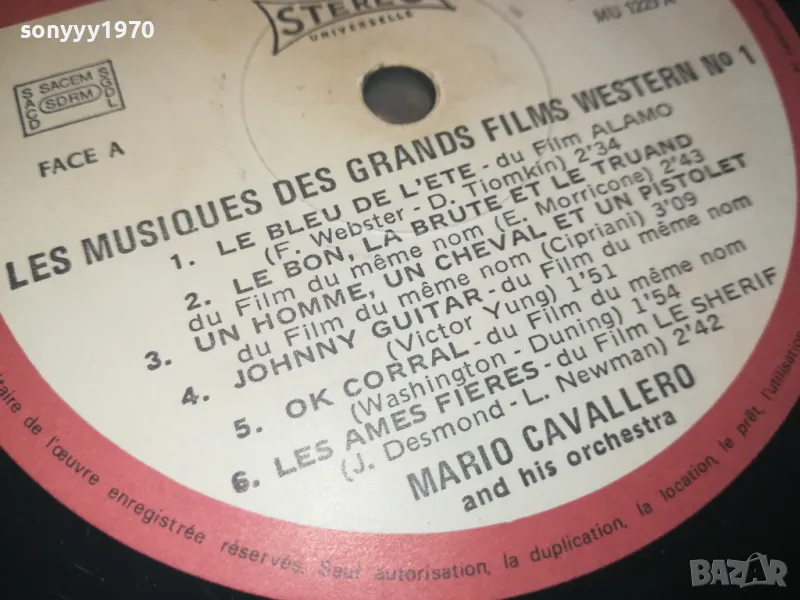 sonyyy1970
STEREO
UNIVERSELLE
MU 1229 A
SACEM
SACD
SDRM
SGDL
FACE A
LES MUSIQUES DES GRANDS FILMS WESTERN No 1
1. LE BLEU DE L'ETE - du Film ALAMO
(F. Webster - D. Tiomkin) 2'34
2. LE BON, LA BRUTE ET LE TRUAND
du Film du même nom (E. Morricone) 2'43
3. UN HOMME, UN CHEVAL ET UN PISTOLET
du Film du même nom (Cipriani) 3'09
4. JOHNNY GUITAR - du Film du même nom
(Victor Yung) 1'51
5. OK CORRAL - du Film du même nom
(Washington - Duning) 1'54
6. LES AMES FIERES - du Film LE SHERIF
(J. Desmond - L. Newman) 2'42
MARIO CAVALLERO
and his orchestra
de l'œuvre enregistrée réservés. Sauf autorisation, la duplication, la location, le prêt, l'utilisation
BAZAR